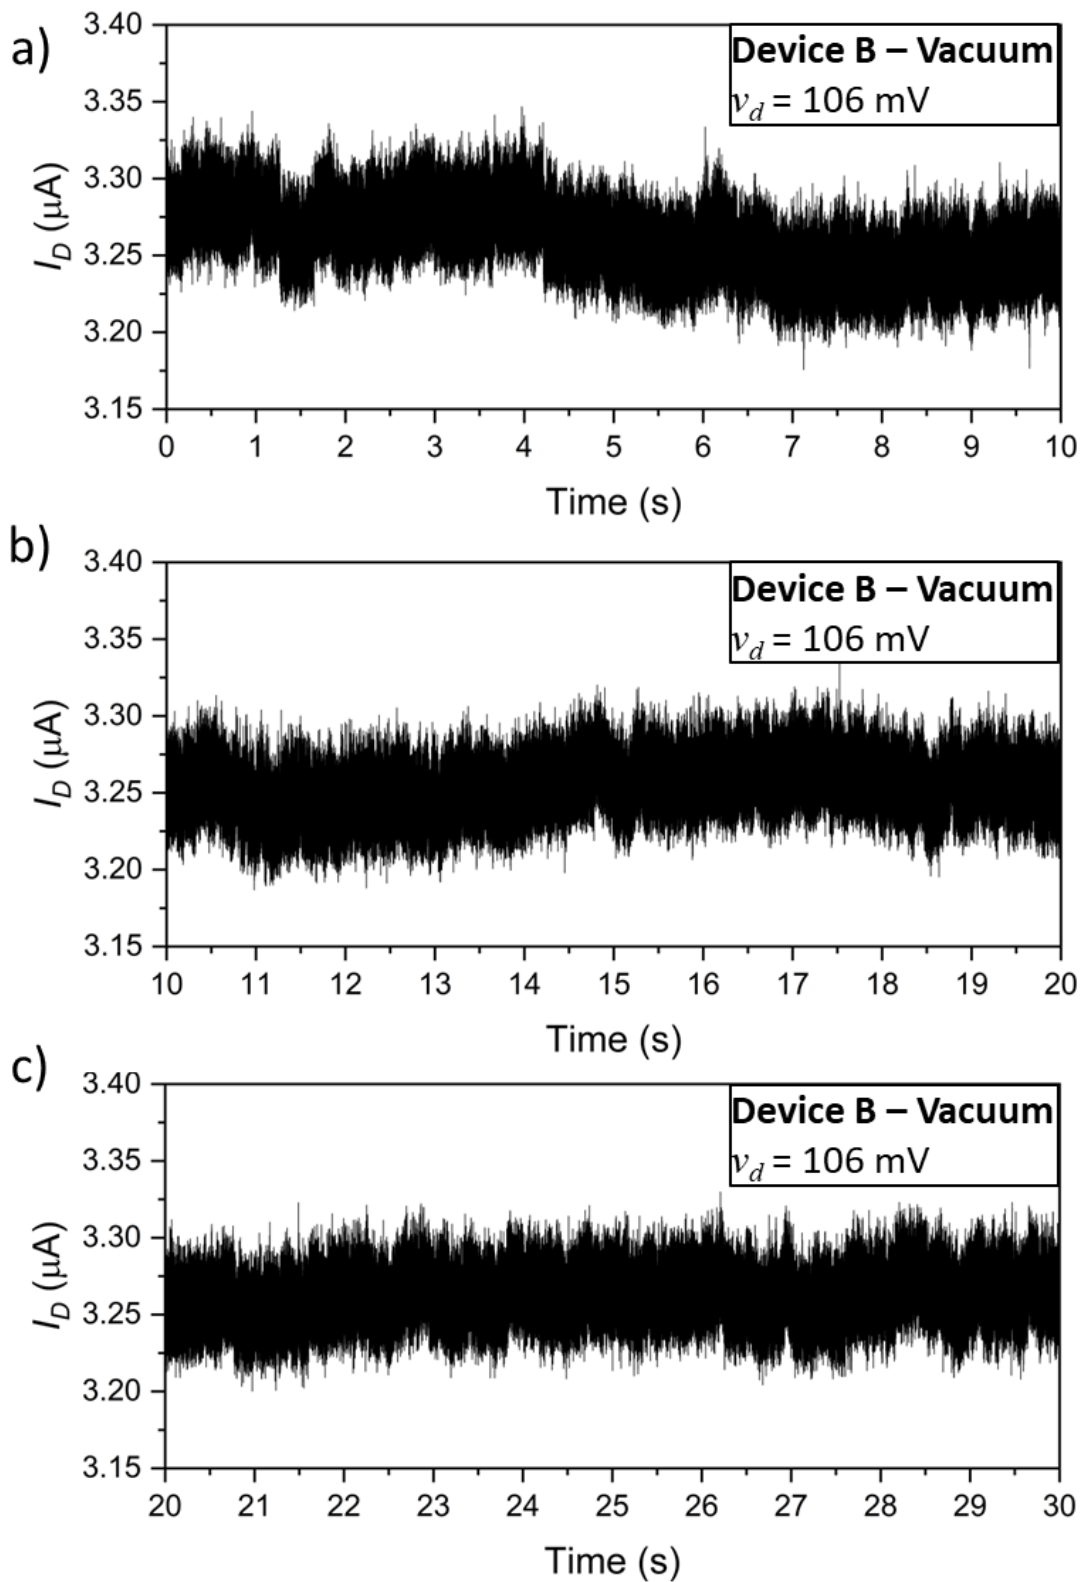 a)
Device B – Vacuum
v_d = 106 mV
I_D (μA)
3.40
3.35
3.30
3.25
3.20
3.15
0 1 2 3 4 5 6 7 8 9 10
Time (s)
b)
Device B – Vacuum
v_d = 106 mV
I_D (μA)
3.40
3.35
3.30
3.25
3.20
3.15
10 11 12 13 14 15 16 17 18 19 20
Time (s)
c)
Device B – Vacuum
v_d = 106 mV
I_D (μA)
3.40
3.35
3.30
3.25
3.20
3.15
20 21 22 23 24 25 26 27 28 29 30
Time (s)